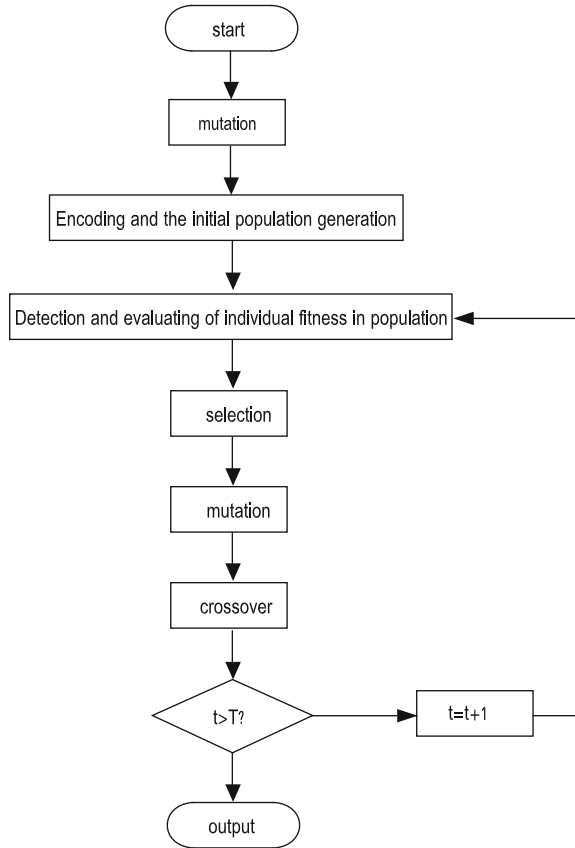 start
mutation
Encoding and the initial population generation
Detection and evaluating of individual fitness in population
selection
mutation
crossover
t>T?
t=t+1
output